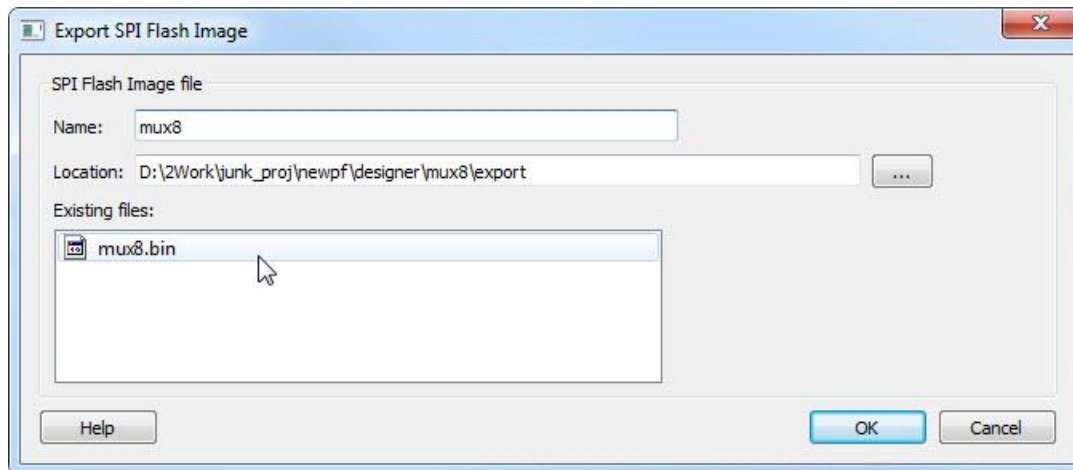 Export SPI Flash Image
SPI Flash Image file
Name: mux8
Location: D:\2Work\junk_proj\newpf\designer\mux8\export ...
Existing files:
mux8.bin
Help OK Cancel